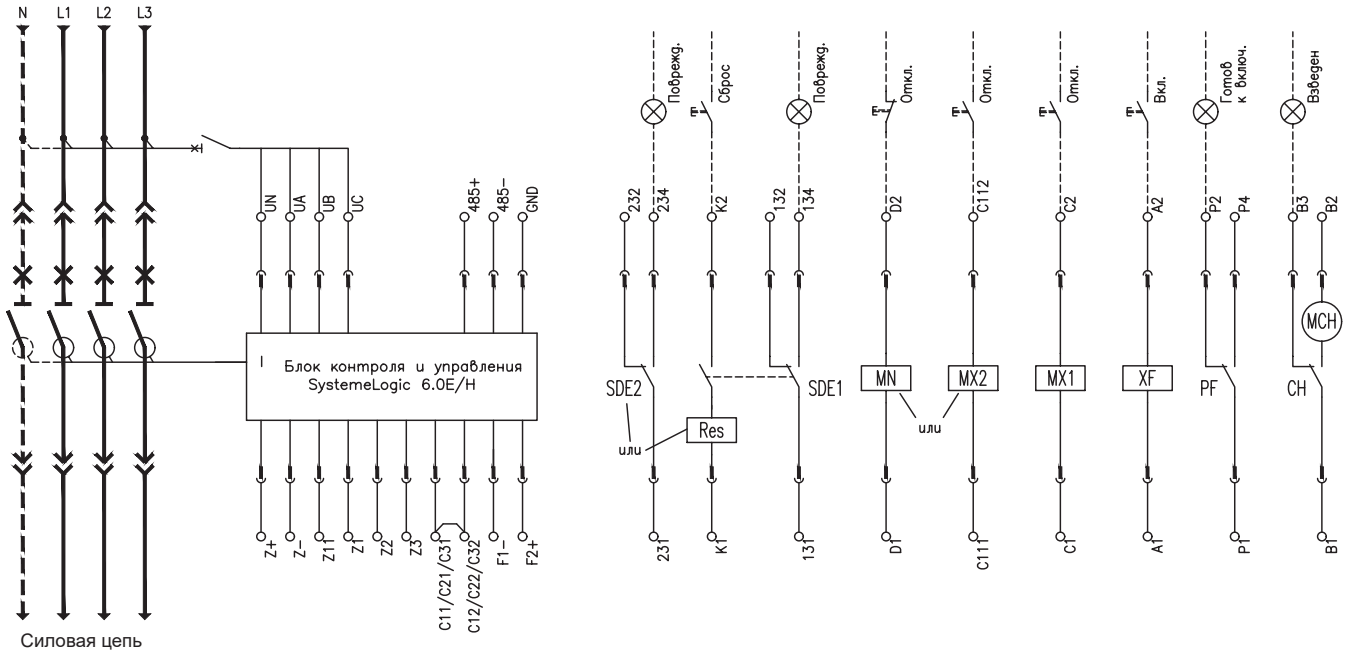 N L1 L2 L3
Поврежд.
Сброс
Поврежд.
Откл.
Откл.
Откл.
Вкл.
Готов
к включ.
Взведен
UN UA UB UC 485+ 485- GND
232 234 K2 132 134 D2 C112 C2 A2 P2 P4 B3 B2
MCH
I
Блок контроля и управления
SystemeLogic 6.0E/H
SDE2 SDE1 MN MX2 MX1 XF PF CH
или
Res
или
Z+ Z- Z11 Z1 Z2 Z3 C11/C21/C31 C12/C22/C32 F1- F2+
231 K1 131 D1 C111 C1 A1 P1 B1
Силовая цепь